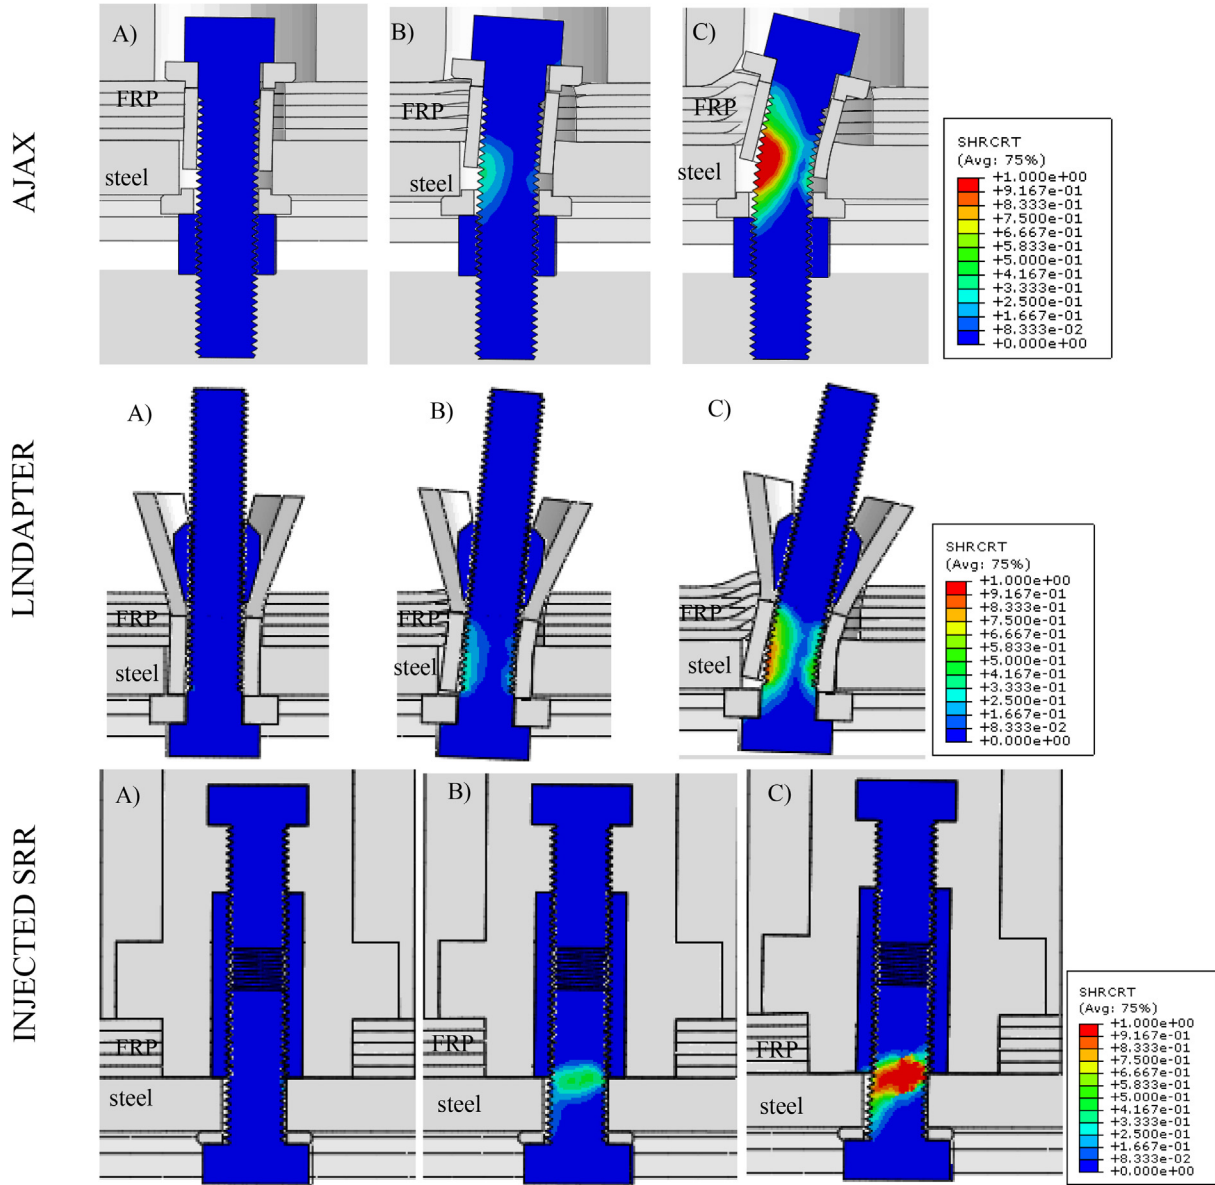 AJAX
A)
B)
C)
FRP
FRP
FRP
steel
steel
steel
SHRCRT
(Avg: 75%)
+1.000e+00
+9.167e-01
+8.333e-01
+7.500e-01
+6.667e-01
+5.833e-01
+5.000e-01
+4.167e-01
+3.333e-01
+2.500e-01
+1.667e-01
+8.333e-02
+0.000e+00
LINDAPTER
A)
B)
C)
FRP
FRP
FRP
steel
steel
steel
SHRCRT
(Avg: 75%)
+1.000e+00
+9.167e-01
+8.333e-01
+7.500e-01
+6.667e-01
+5.833e-01
+5.000e-01
+4.167e-01
+3.333e-01
+2.500e-01
+1.667e-01
+8.333e-02
+0.000e+00
INJECTED SRR
A)
B)
C)
FRP
FRP
FRP
steel
steel
steel
SHRCRT
(Avg: 75%)
+1.000e+00
+9.167e-01
+8.333e-01
+7.500e-01
+6.667e-01
+5.833e-01
+5.000e-01
+4.167e-01
+3.333e-01
+2.500e-01
+1.667e-01
+8.333e-02
+0.000e+00